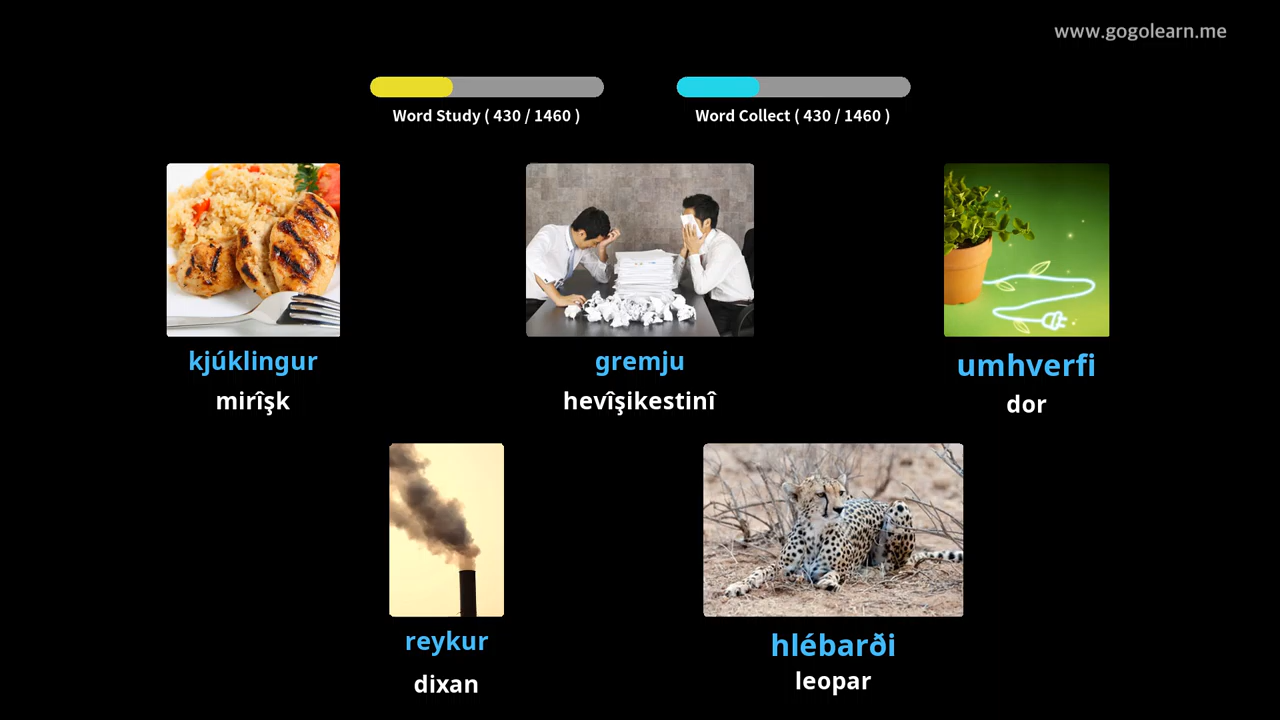 www.gogolearn.me
Word Study ( 430 / 1460 )
Word Collect ( 430 / 1460 )
kjúklingur
mirîşk
gremju
hevîşikestinî
umhverfi
dor
reykur
dixan
hlébarði
leopar